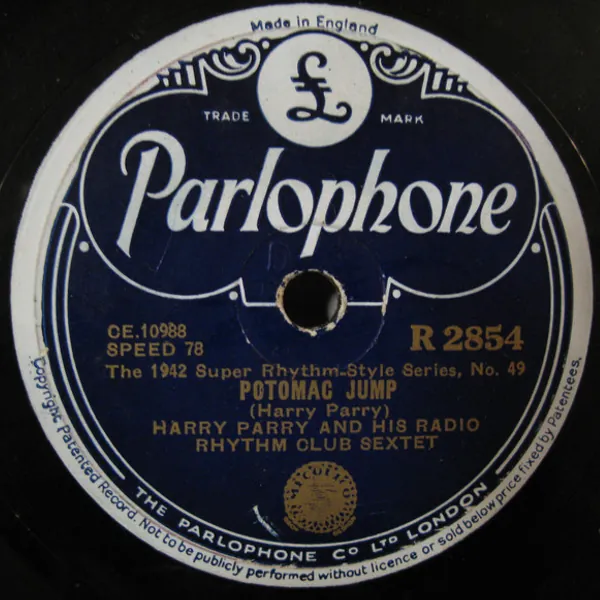 Made in England
£
TRADE MARK
Parlophone
CE.10988
SPEED 78
R 2854
The 1942 Super Rhythm-Style Series, No. 49
POTOMAC JUMP
(Harry Parry)
HARRY PARRY AND HIS RADIO
RHYTHM CLUB SEXTET
THE PARLOPHONE CO LTD LONDON
Copyright. Patented Record. Not to be publicly performed without licence or sold below price fixed by Patentees.